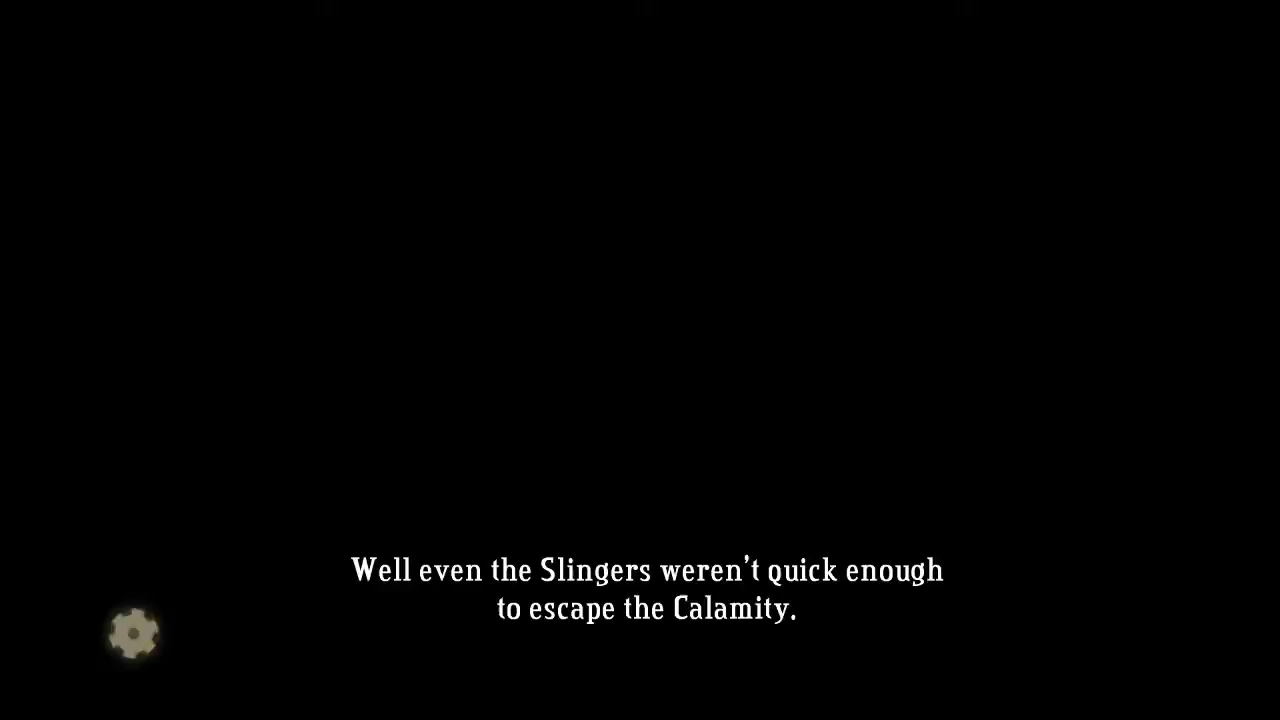 Well even the Slingers weren't quick enough
to escape the Calamity.